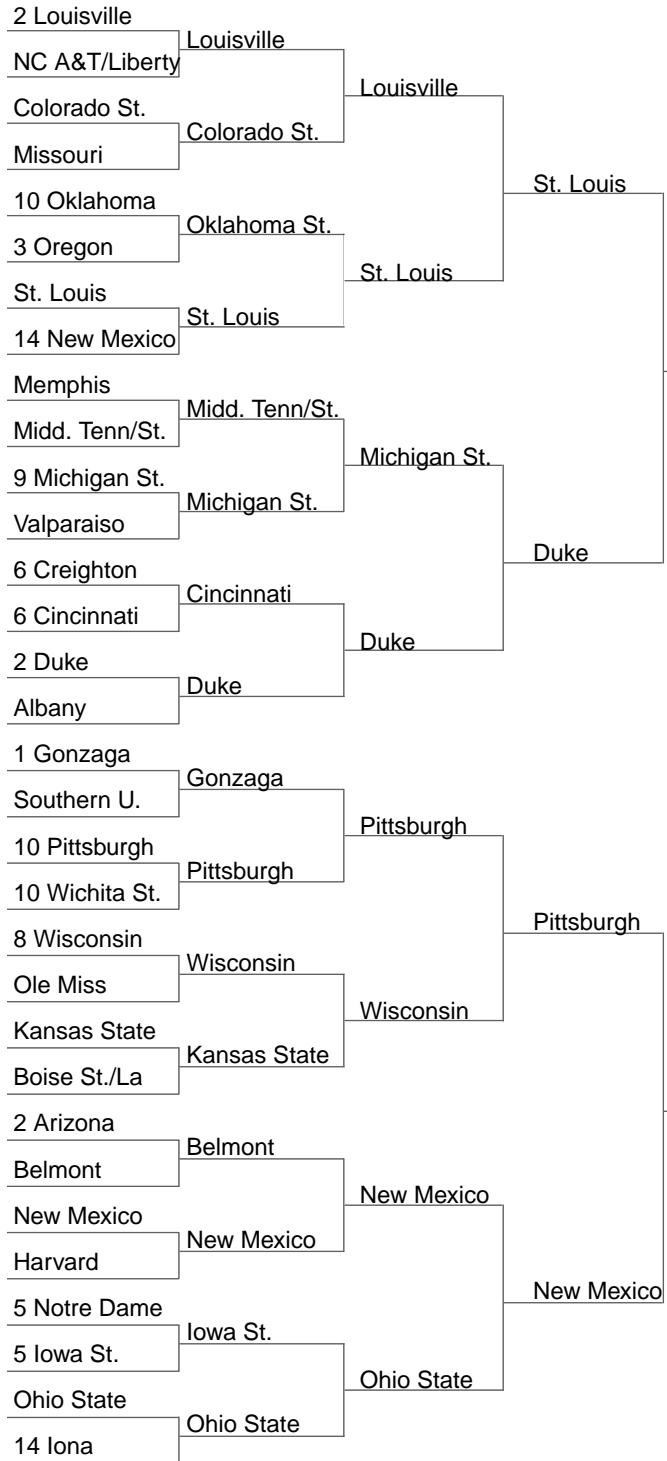 2 Louisville
NC A&T/Liberty
Colorado St.
Missouri
10 Oklahoma
3 Oregon
St. Louis
14 New Mexico
Memphis
Midd. Tenn/St.
9 Michigan St.
Valparaiso
6 Creighton
6 Cincinnati
2 Duke
Albany
1 Gonzaga
Southern U.
10 Pittsburgh
10 Wichita St.
8 Wisconsin
Ole Miss
Kansas State
Boise St./La
2 Arizona
Belmont
New Mexico
Harvard
5 Notre Dame
5 Iowa St.
Ohio State
14 Iona
Louisville
Colorado St.
Oklahoma St.
St. Louis
Midd. Tenn/St.
Michigan St.
Cincinnati
Duke
Gonzaga
Pittsburgh
Wisconsin
Kansas State
Belmont
New Mexico
Iowa St.
Ohio State
Louisville
St. Louis
Michigan St.
Duke
Pittsburgh
Wisconsin
New Mexico
Ohio State
St. Louis
Duke
Pittsburgh
New Mexico